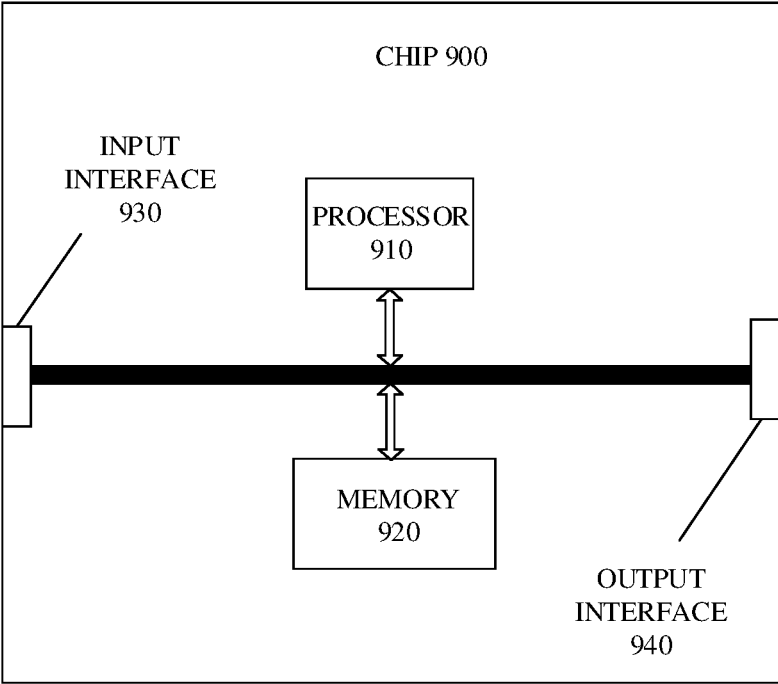 CHIP 900
INPUT
INTERFACE
930
PROCESSOR
910
MEMORY
920
OUTPUT
INTERFACE
940